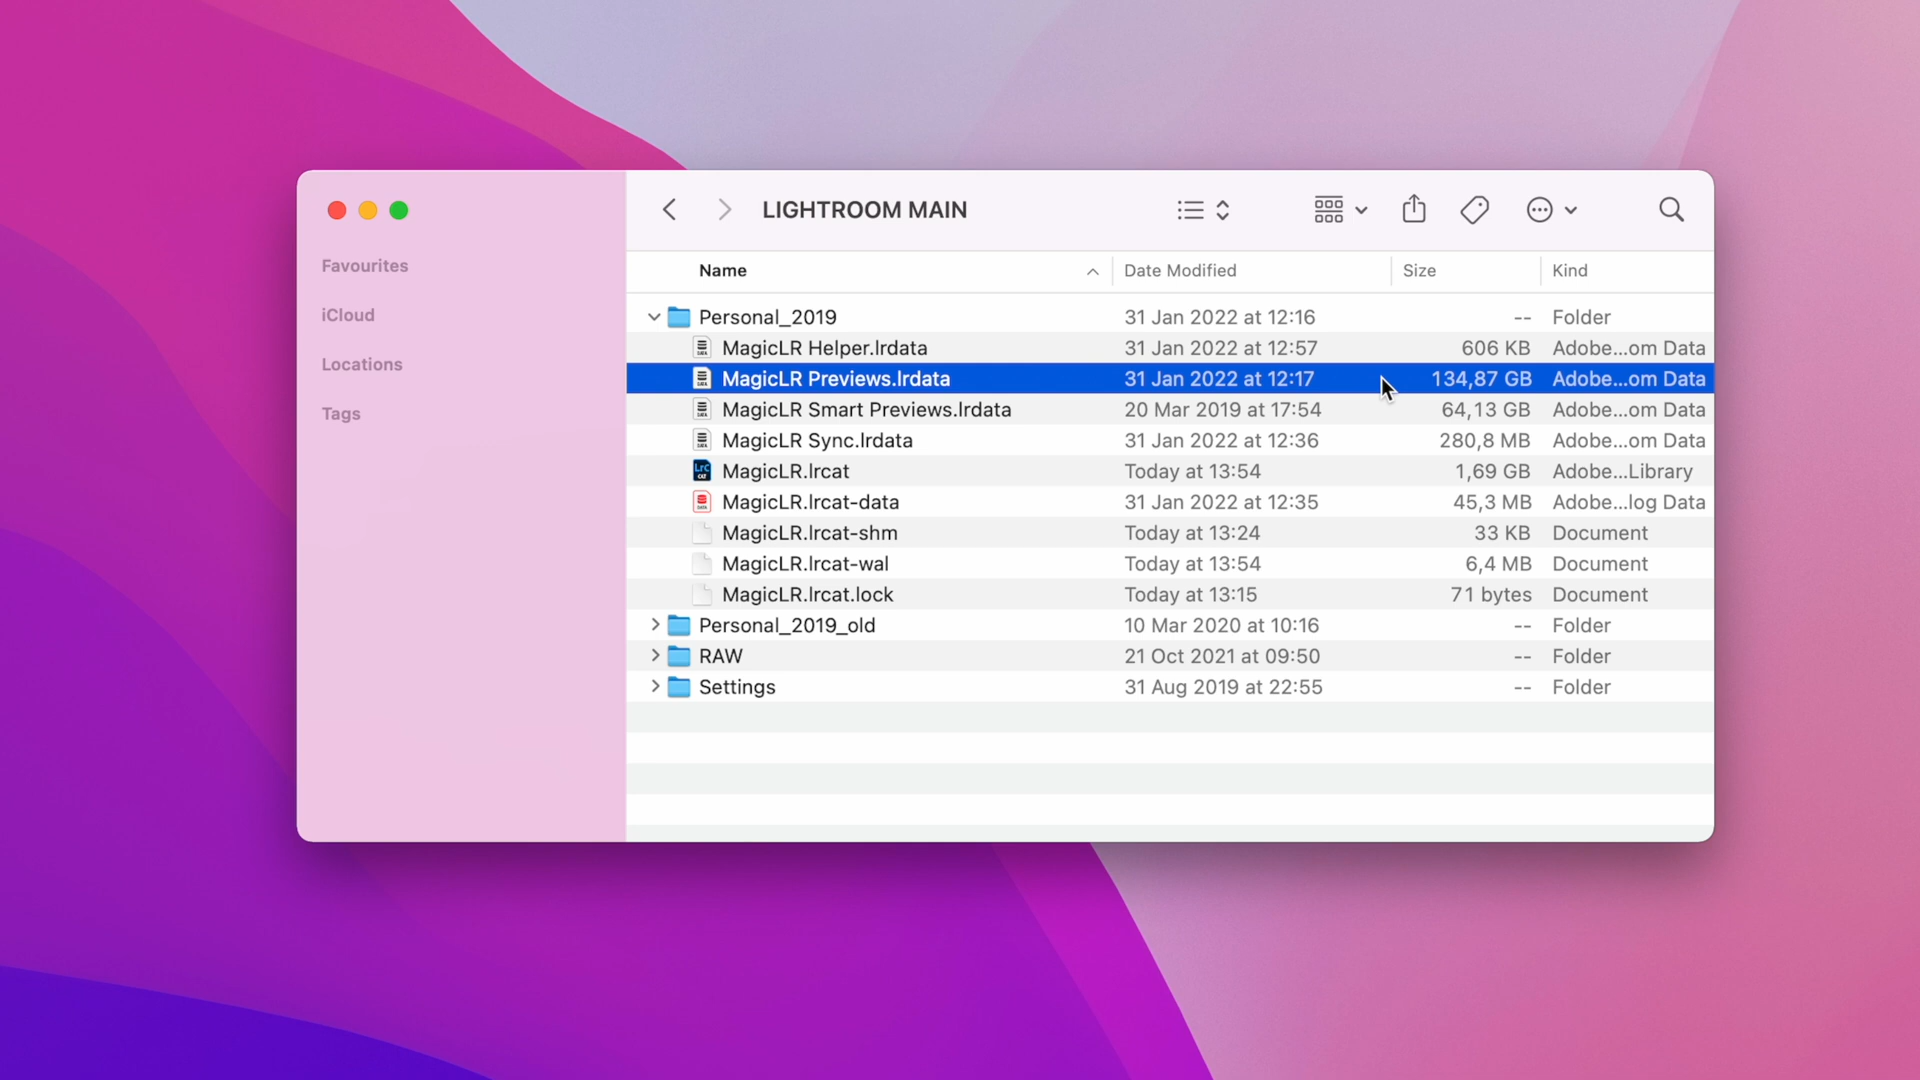 LIGHTROOM MAIN
Favourites
iCloud
Locations
Tags
Name Date Modified Size Kind
Personal_2019 31 Jan 2022 at 12:16 -- Folder
MagicLR Helper.lrdata 31 Jan 2022 at 12:57 606 KB Adobe...om Data
MagicLR Previews.lrdata 31 Jan 2022 at 12:17 134,87 GB Adobe...om Data
MagicLR Smart Previews.lrdata 20 Mar 2019 at 17:54 64,13 GB Adobe...om Data
MagicLR Sync.lrdata 31 Jan 2022 at 12:36 280,8 MB Adobe...om Data
MagicLR.lrcat Today at 13:54 1,69 GB Adobe...Library
MagicLR.lrcat-data 31 Jan 2022 at 12:35 45,3 MB Adobe...log Data
MagicLR.lrcat-shm Today at 13:24 33 KB Document
MagicLR.lrcat-wal Today at 13:54 6,4 MB Document
MagicLR.lrcat.lock Today at 13:15 71 bytes Document
Personal_2019_old 10 Mar 2020 at 10:16 -- Folder
RAW 21 Oct 2021 at 09:50 -- Folder
Settings 31 Aug 2019 at 22:55 -- Folder